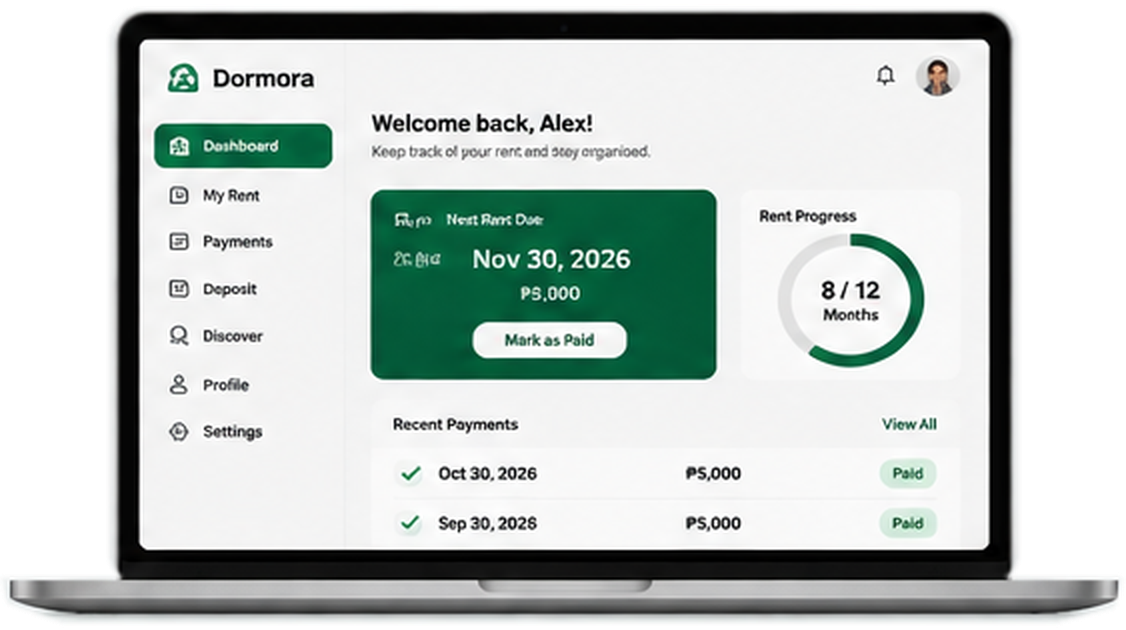 Dormora
Dashboard
My Rent
Payments
Deposit
Discover
Profile
Settings
Welcome back, Alex!
Keep track of your rent and stay organised.
Next Rent Due
Nov 30, 2026
₱5,000
Mark as Paid
Rent Progress
8 / 12
Months
Recent Payments
View All
Oct 30, 2026 ₱5,000 Paid
Sep 30, 2026 ₱5,000 Paid